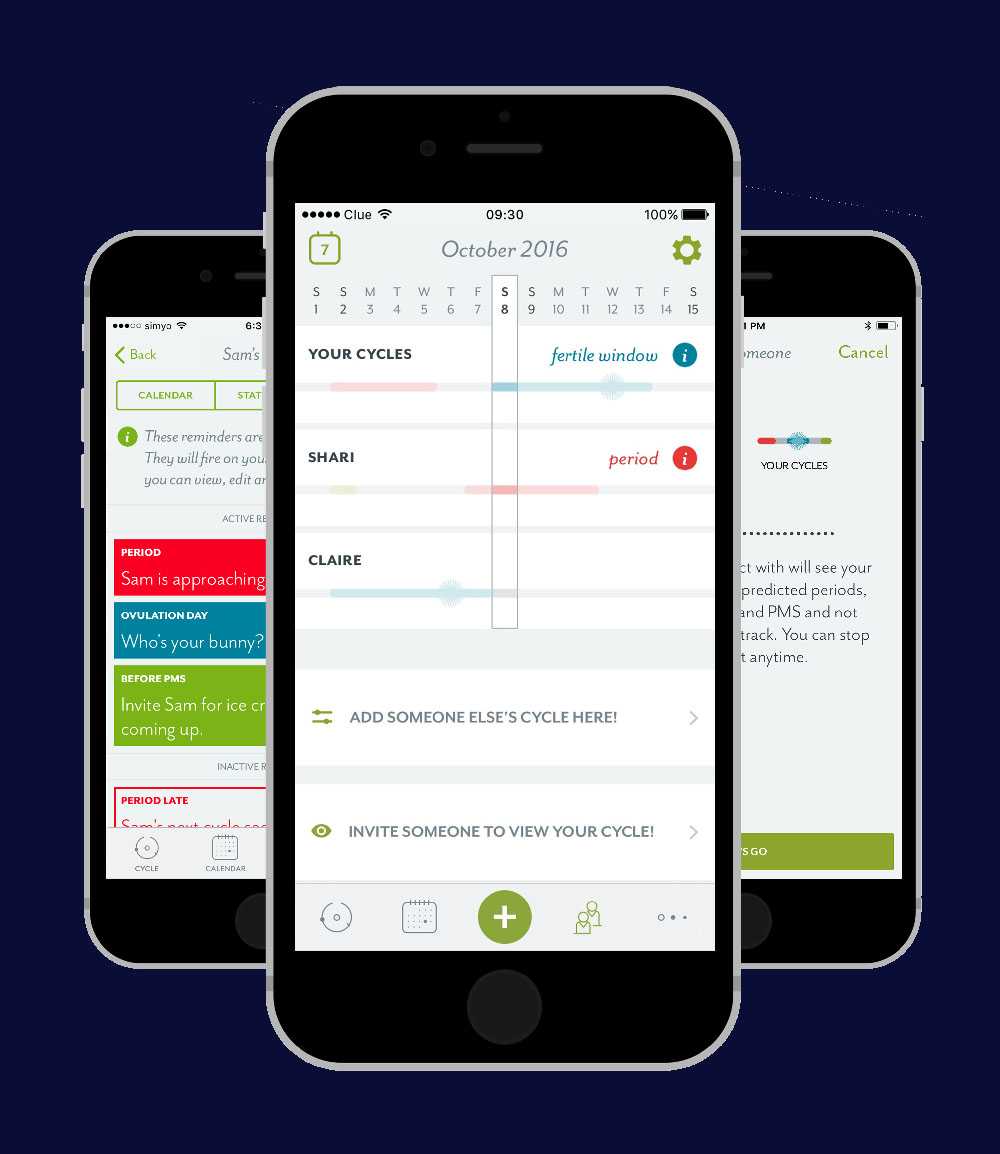 Clue 09:30 100%
7 October 2016
S S M T W T F S S M T W T F S
1 2 3 4 5 6 7 8 9 10 11 12 13 14 15
YOUR CYCLES fertile window i
SHARI period i
CLAIRE
ADD SOMEONE ELSE'S CYCLE HERE!
INVITE SOMEONE TO VIEW YOUR CYCLE!
simyo 6:3
Back Sam's
CALENDAR STAT
i These reminders are
They will fire on you
you can view, edit
ACTIVE RE
PERIOD
Sam is approaching
OVULATION DAY
Who's your bunny?
BEFORE PMS
Invite Sam for ice cr
coming up.
INACTIVE R
PERIOD LATE
Sam's next cycle
CYCLE CALENDAR
PM
meone Cancel
YOUR CYCLES
ct with will see your
predicted periods,
and PMS and not
track. You can stop
t anytime.
'S GO